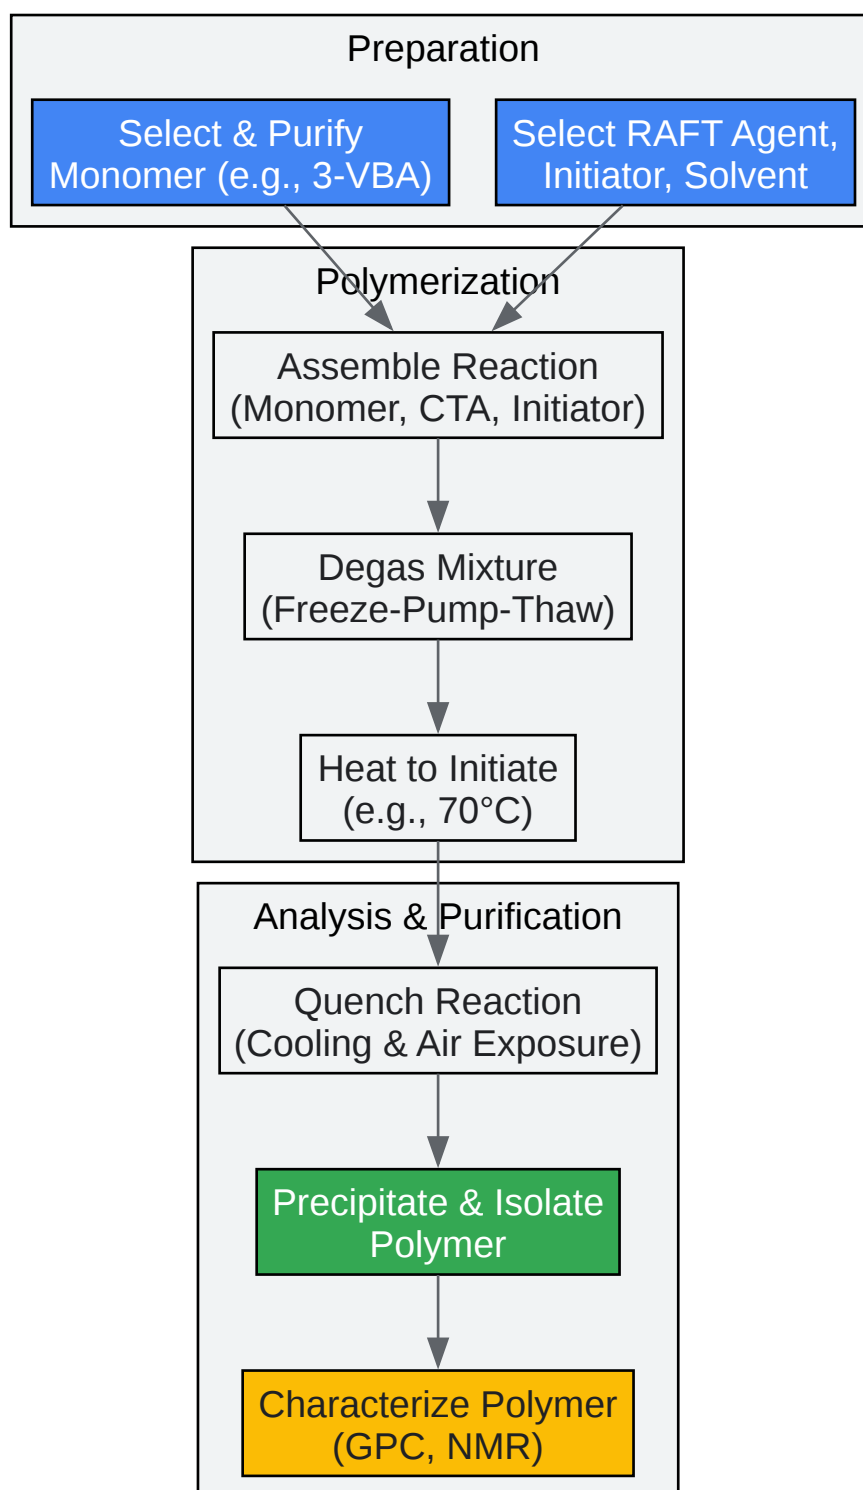 Preparation
Select & Purify
Monomer (e.g., 3-VBA)
Select RAFT Agent,
Initiator, Solvent
Polymerization
Assemble Reaction
(Monomer, CTA, Initiator)
Degas Mixture
(Freeze-Pump-Thaw)
Heat to Initiate
(e.g., 70°C)
Analysis & Purification
Quench Reaction
(Cooling & Air Exposure)
Precipitate & Isolate
Polymer
Characterize Polymer
(GPC, NMR)